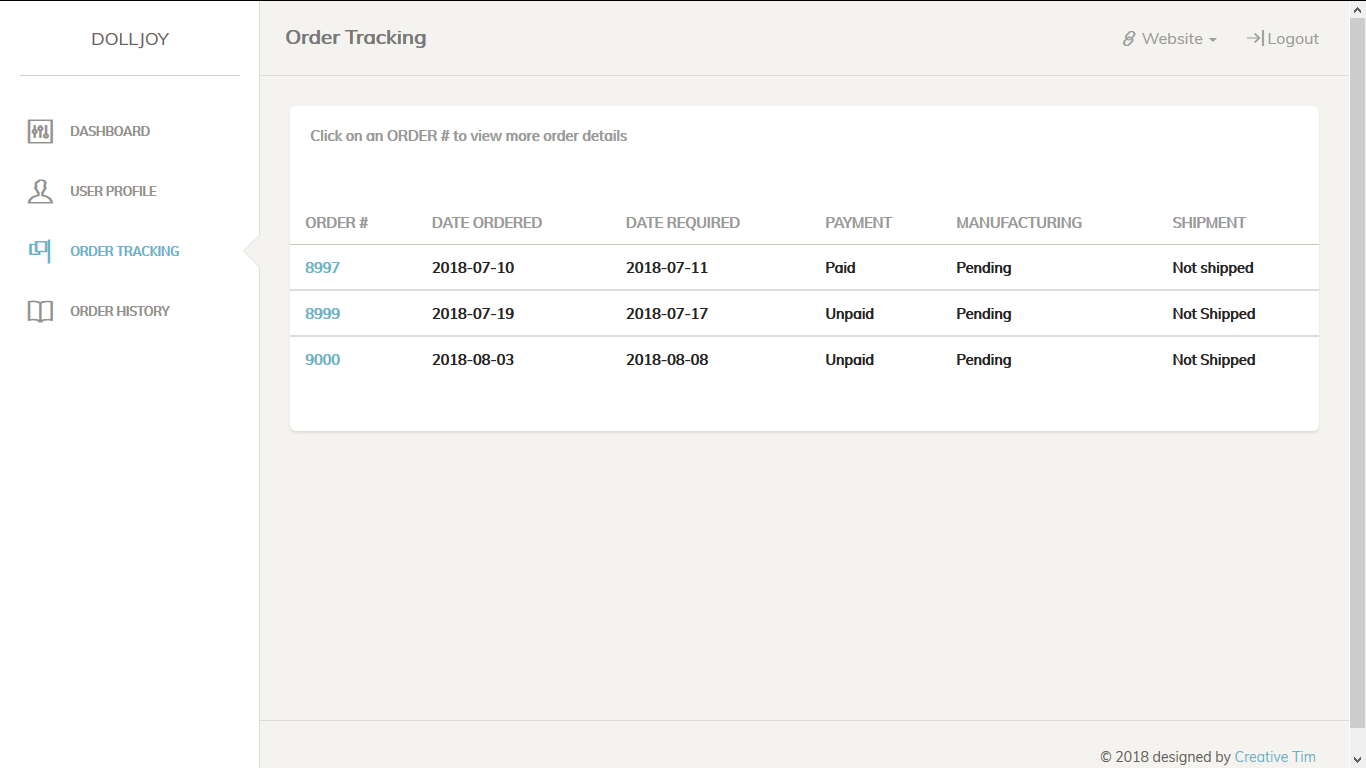 DOLLJOY
Order Tracking
Website
Logout
DASHBOARD
USER PROFILE
ORDER TRACKING
ORDER HISTORY
Click on an ORDER # to view more order details
ORDER # DATE ORDERED DATE REQUIRED PAYMENT MANUFACTURING SHIPMENT
8997 2018-07-10 2018-07-11 Paid Pending Not shipped
8999 2018-07-19 2018-07-17 Unpaid Pending Not Shipped
9000 2018-08-03 2018-08-08 Unpaid Pending Not Shipped
© 2018 designed by Creative Tim